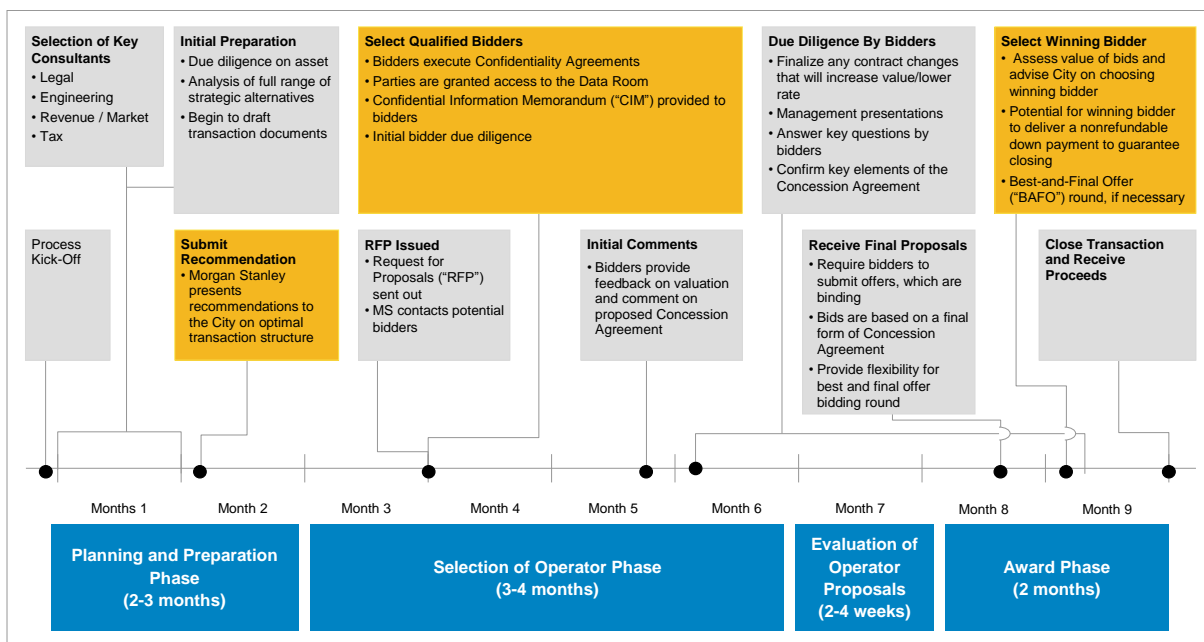 Selection of Key
Consultants
• Legal
• Engineering
• Revenue / Market
• Tax
Initial Preparation
• Due diligence on asset
• Analysis of full range of
strategic alternatives
• Begin to draft
transaction documents
Select Qualified Bidders
• Bidders execute Confidentiality Agreements
• Parties are granted access to the Data Room
• Confidential Information Memorandum (“CIM”) provided to
bidders
• Initial bidder due diligence
Due Diligence By Bidders
• Finalize any contract changes
that will increase value/lower
rate
• Management presentations
• Answer key questions by
bidders
• Confirm key elements of the
Concession Agreement
Select Winning Bidder
• Assess value of bids and
advise City on choosing
winning bidder
• Potential for winning bidder
to deliver a nonrefundable
down payment to guarantee
closing
• Best-and-Final Offer
(“BAFO”) round, if necessary
Process
Kick-Off
Submit
Recommendation
• Morgan Stanley
presents
recommendations to
the City on optimal
transaction structure
RFP Issued
• Request for
Proposals (“RFP”)
sent out
• MS contacts potential
bidders
Initial Comments
• Bidders provide
feedback on valuation
and comment on
proposed Concession
Agreement
Receive Final Proposals
• Require bidders to
submit offers, which are
binding
• Bids are based on a final
form of Concession
Agreement
• Provide flexibility for
best and final offer
bidding round
Close Transaction
and Receive
Proceeds
Months 1
Month 2
Month 3
Month 4
Month 5
Month 6
Month 7
Month 8
Month 9
Planning and Preparation
Phase
(2-3 months)
Selection of Operator Phase
(3-4 months)
Evaluation of
Operator
Proposals
(2-4 weeks)
Award Phase
(2 months)